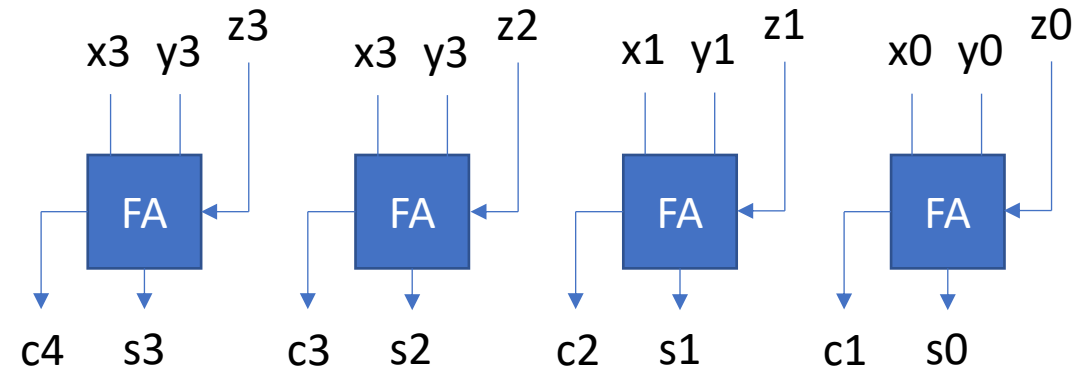 x3 y3 z3 x3 y3 z2 x1 y1 z1 x0 y0 z0
FA FA FA FA
c4 s3 c3 s2 c2 s1 c1 s0